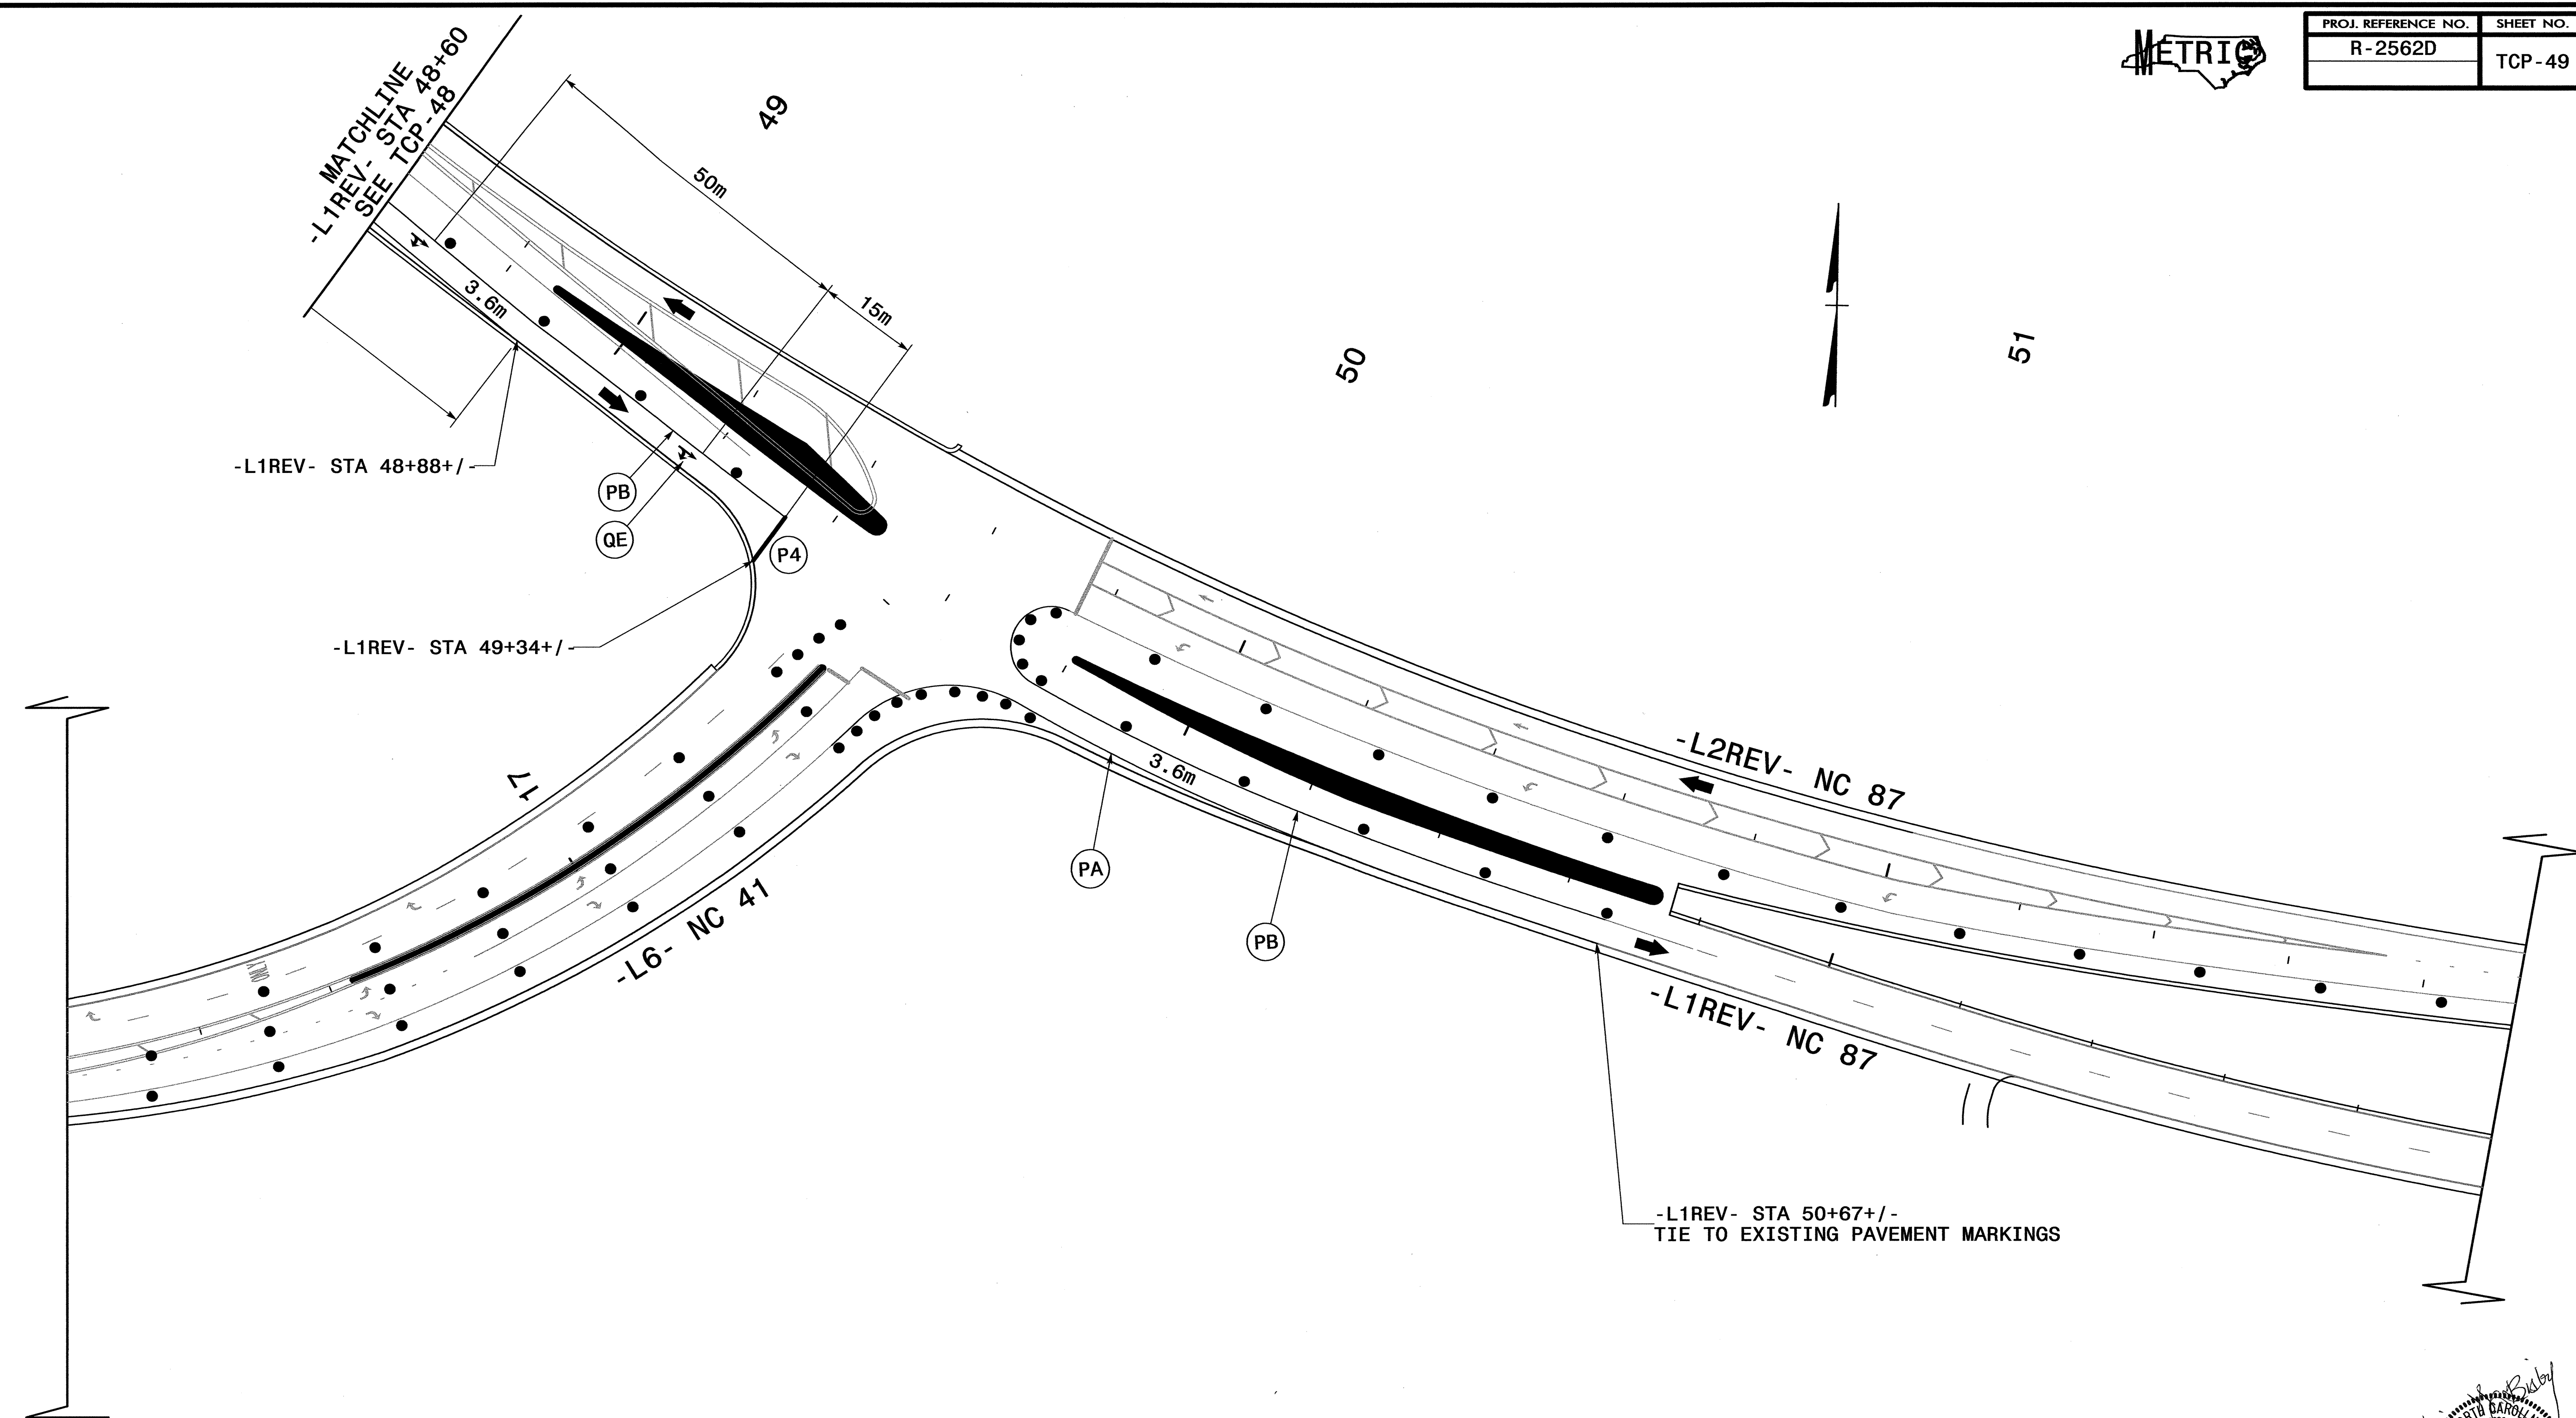 METRIC
PROJ. REFERENCE NO.
SHEET NO.
R-2562D
TCP-49
MATCHLINE
-L1REV- STA 48+60
SEE TCP-48
49
50m
15m
3.6m
50
51
-L1REV- STA 48+88+/-
PB
QE
P4
-L1REV- STA 49+34+/-
17
3.6m
-L2REV- NC 87
PA
PB
-L6- NC 41
ONLY
-L1REV- NC 87
-L1REV- STA 50+67+/-
TIE TO EXISTING PAVEMENT MARKINGS